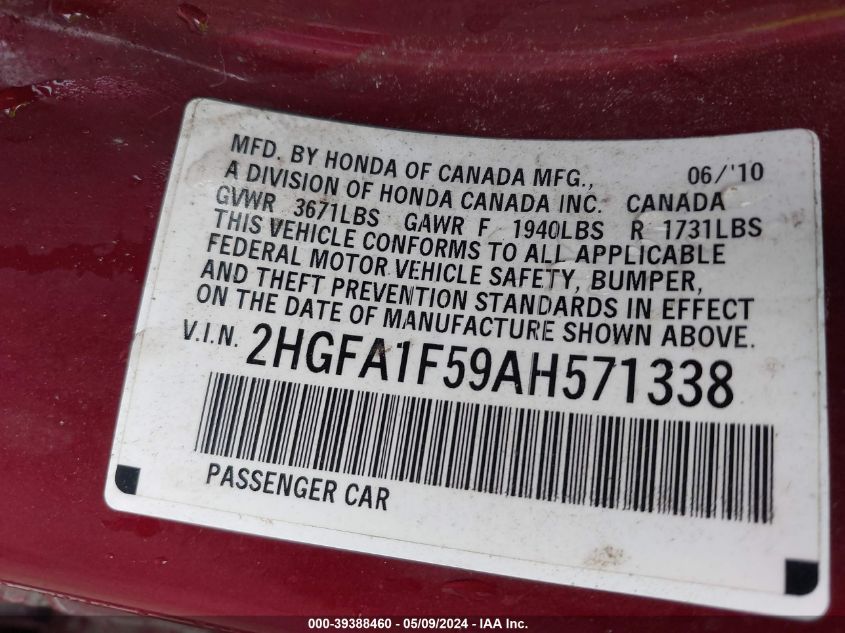 MFD. BY HONDA OF CANADA MFG., 06/'10
A DIVISION OF HONDA CANADA INC. CANADA
GVWR 3671LBS GAWR F 1940LBS R 1731LBS
THIS VEHICLE CONFORMS TO ALL APPLICABLE
FEDERAL MOTOR VEHICLE SAFETY, BUMPER,
AND THEFT PREVENTION STANDARDS IN EFFECT
ON THE DATE OF MANUFACTURE SHOWN ABOVE.
V.I.N. 2HGFA1F59AH571338
PASSENGER CAR
000-39388460 - 05/09/2024 - IAA Inc.